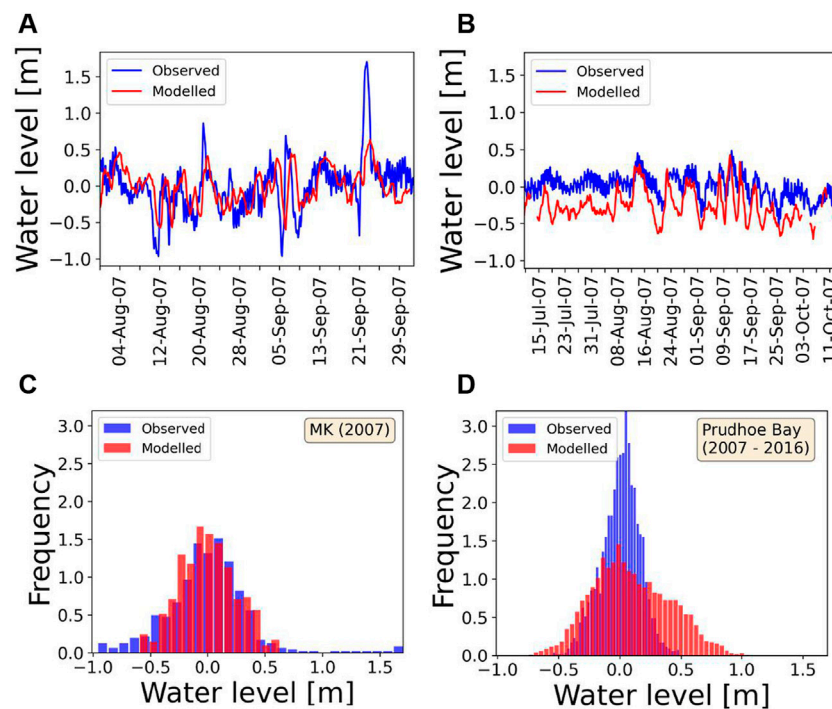 A
Water level [m]
1.5
1.0
0.5
0.0
−0.5
−1.0
Observed
Modelled
04-Aug-07
12-Aug-07
20-Aug-07
28-Aug-07
05-Sep-07
13-Sep-07
21-Sep-07
29-Sep-07
B
Water level [m]
1.5
1.0
0.5
0.0
−0.5
−1.0
Observed
Modelled
15-Jul-07
23-Jul-07
31-Jul-07
08-Aug-07
16-Aug-07
24-Aug-07
01-Sep-07
09-Sep-07
17-Sep-07
25-Sep-07
03-Oct-07
11-Oct-07
C
Frequency
3.0
2.5
2.0
1.5
1.0
0.5
0.0
Observed
Modelled
MK (2007)
−1.0
−0.5
0.0
0.5
1.0
1.5
Water level [m]
D
Frequency
3.0
2.5
2.0
1.5
1.0
0.5
0.0
Observed
Modelled
Prudhoe Bay
(2007 - 2016)
−1.0
−0.5
0.0
0.5
1.0
1.5
Water level [m]